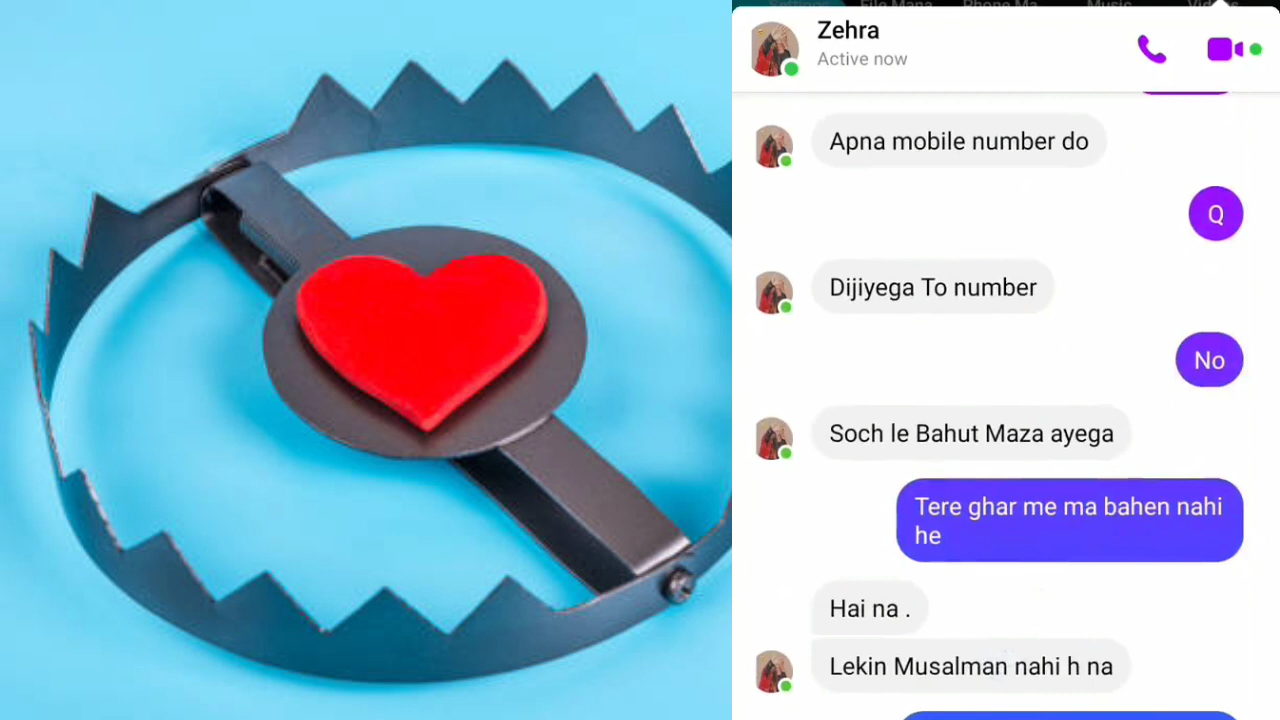 Zehra
Active now
Apna mobile number do
Q
Dijiyega To number
No
Soch le Bahut Maza ayega
Tere ghar me ma bahen nahi
he
Hai na .
Lekin Musalman nahi h na